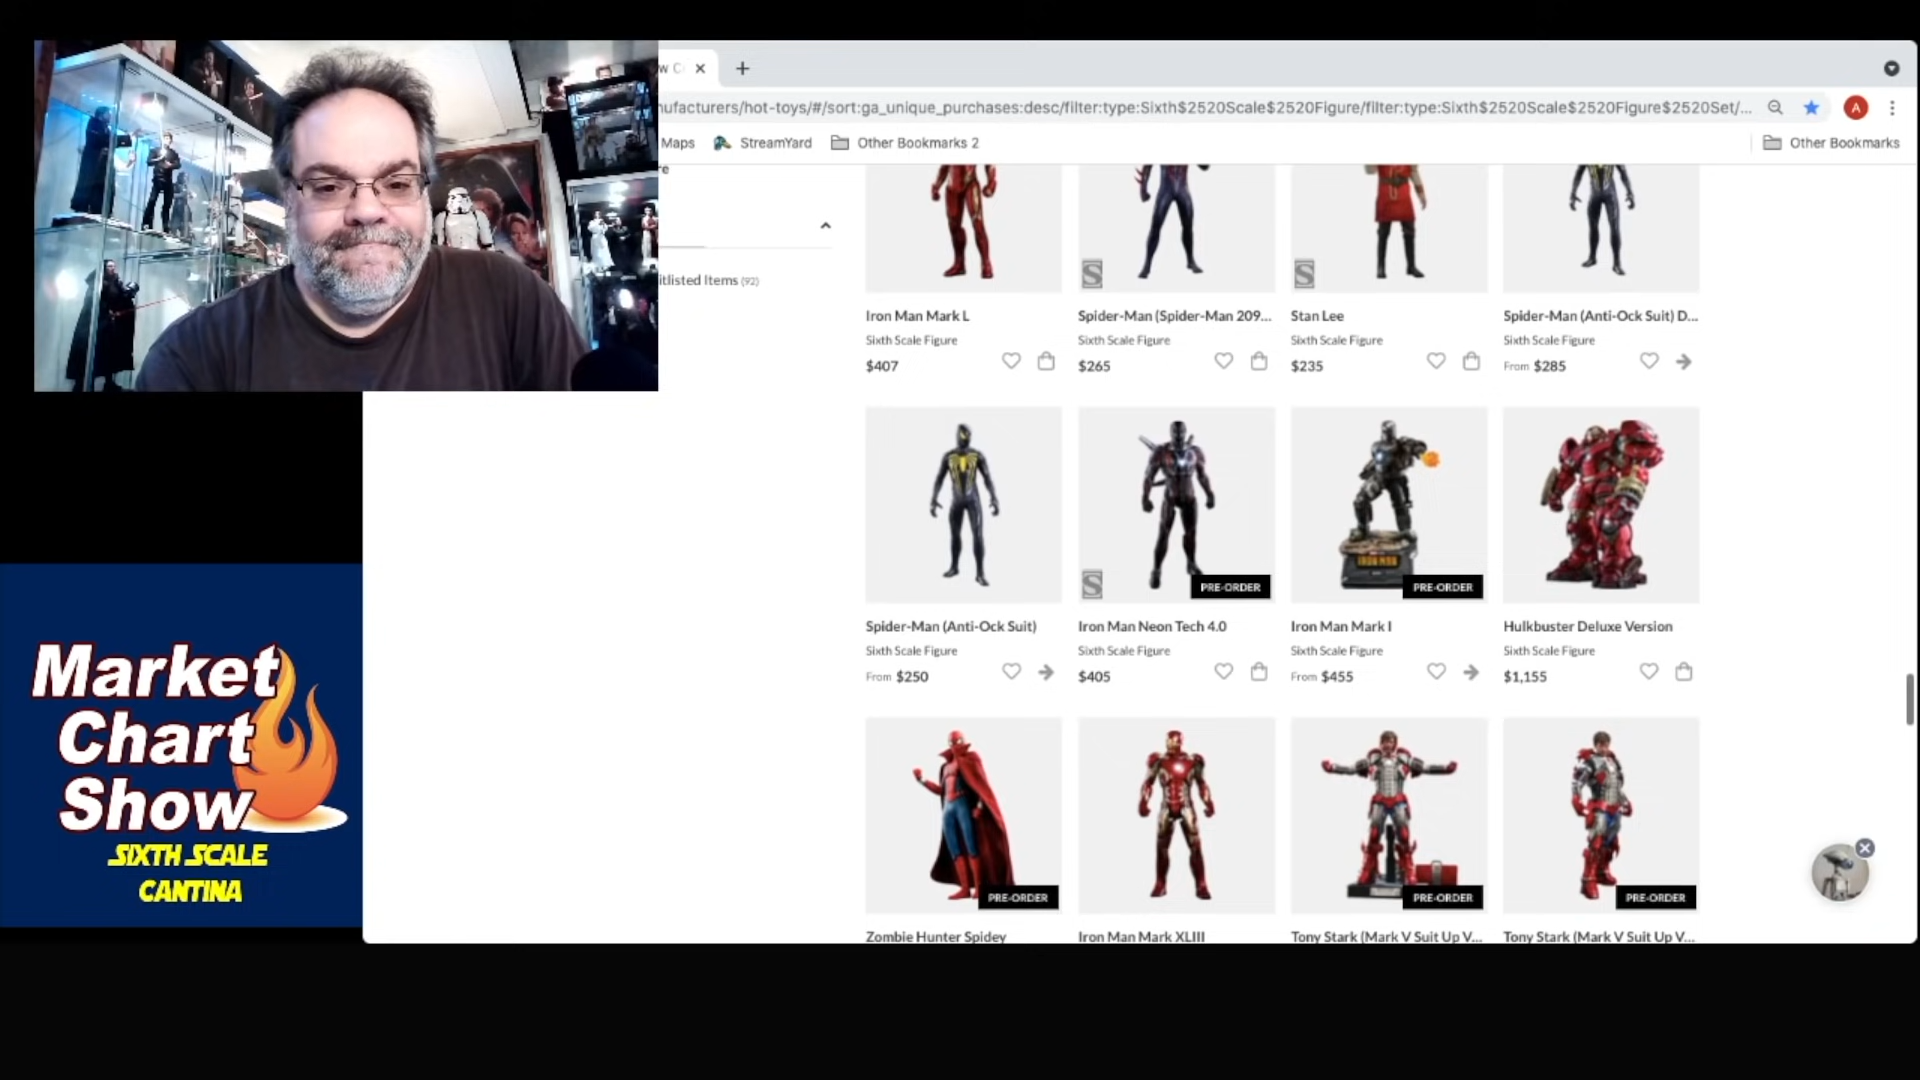 w C
nufacturers/hot-toys/#/sort:ga_unique_purchases:desc/filter:type:Sixth$2520Scale$2520Figure/filter:type:Sixth$2520Scale$2520Figure$2520Set/...
A
Maps
StreamYard
Other Bookmarks 2
Other Bookmarks
re
itlisted Items (92)
S
S
Iron Man Mark L
Spider-Man (Spider-Man 209...
Stan Lee
Spider-Man (Anti-Ock Suit) D...
Sixth Scale Figure
Sixth Scale Figure
Sixth Scale Figure
Sixth Scale Figure
$407
$265
$235
From $285
IRON MAN
S
PRE-ORDER
PRE-ORDER
Spider-Man (Anti-Ock Suit)
Iron Man Neon Tech 4.0
Iron Man Mark I
Hulkbuster Deluxe Version
Sixth Scale Figure
Sixth Scale Figure
Sixth Scale Figure
Sixth Scale Figure
From $250
$405
From $455
$1,155
PRE-ORDER
PRE-ORDER
PRE-ORDER
Zombie Hunter Spidey
Iron Man Mark XLIII
Tony Stark (Mark V Suit Up V...
Tony Stark (Mark V Suit Up V...
Market
Chart
Show
SIXTH SCALE
CANTINA